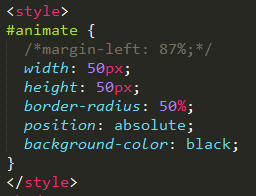 <style>
#animate {
/*margin-left: 87%;*/
width: 50px;
height: 50px;
border-radius: 50%;
position: absolute;
background-color: black;
}
</style>